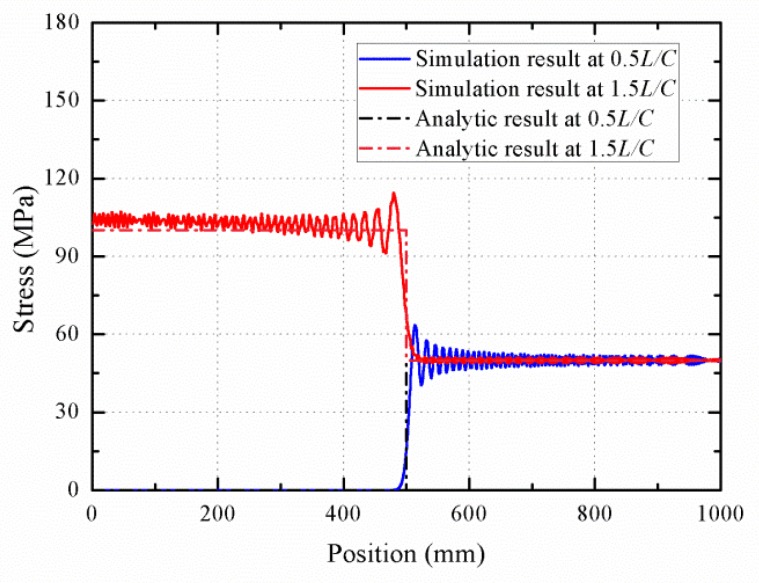 180
150
120
90
60
30
0
Stress (MPa)
Simulation result at 0.5L/C
Simulation result at 1.5L/C
Analytic result at 0.5L/C
Analytic result at 1.5L/C
0 200 400 600 800 1000
Position (mm)